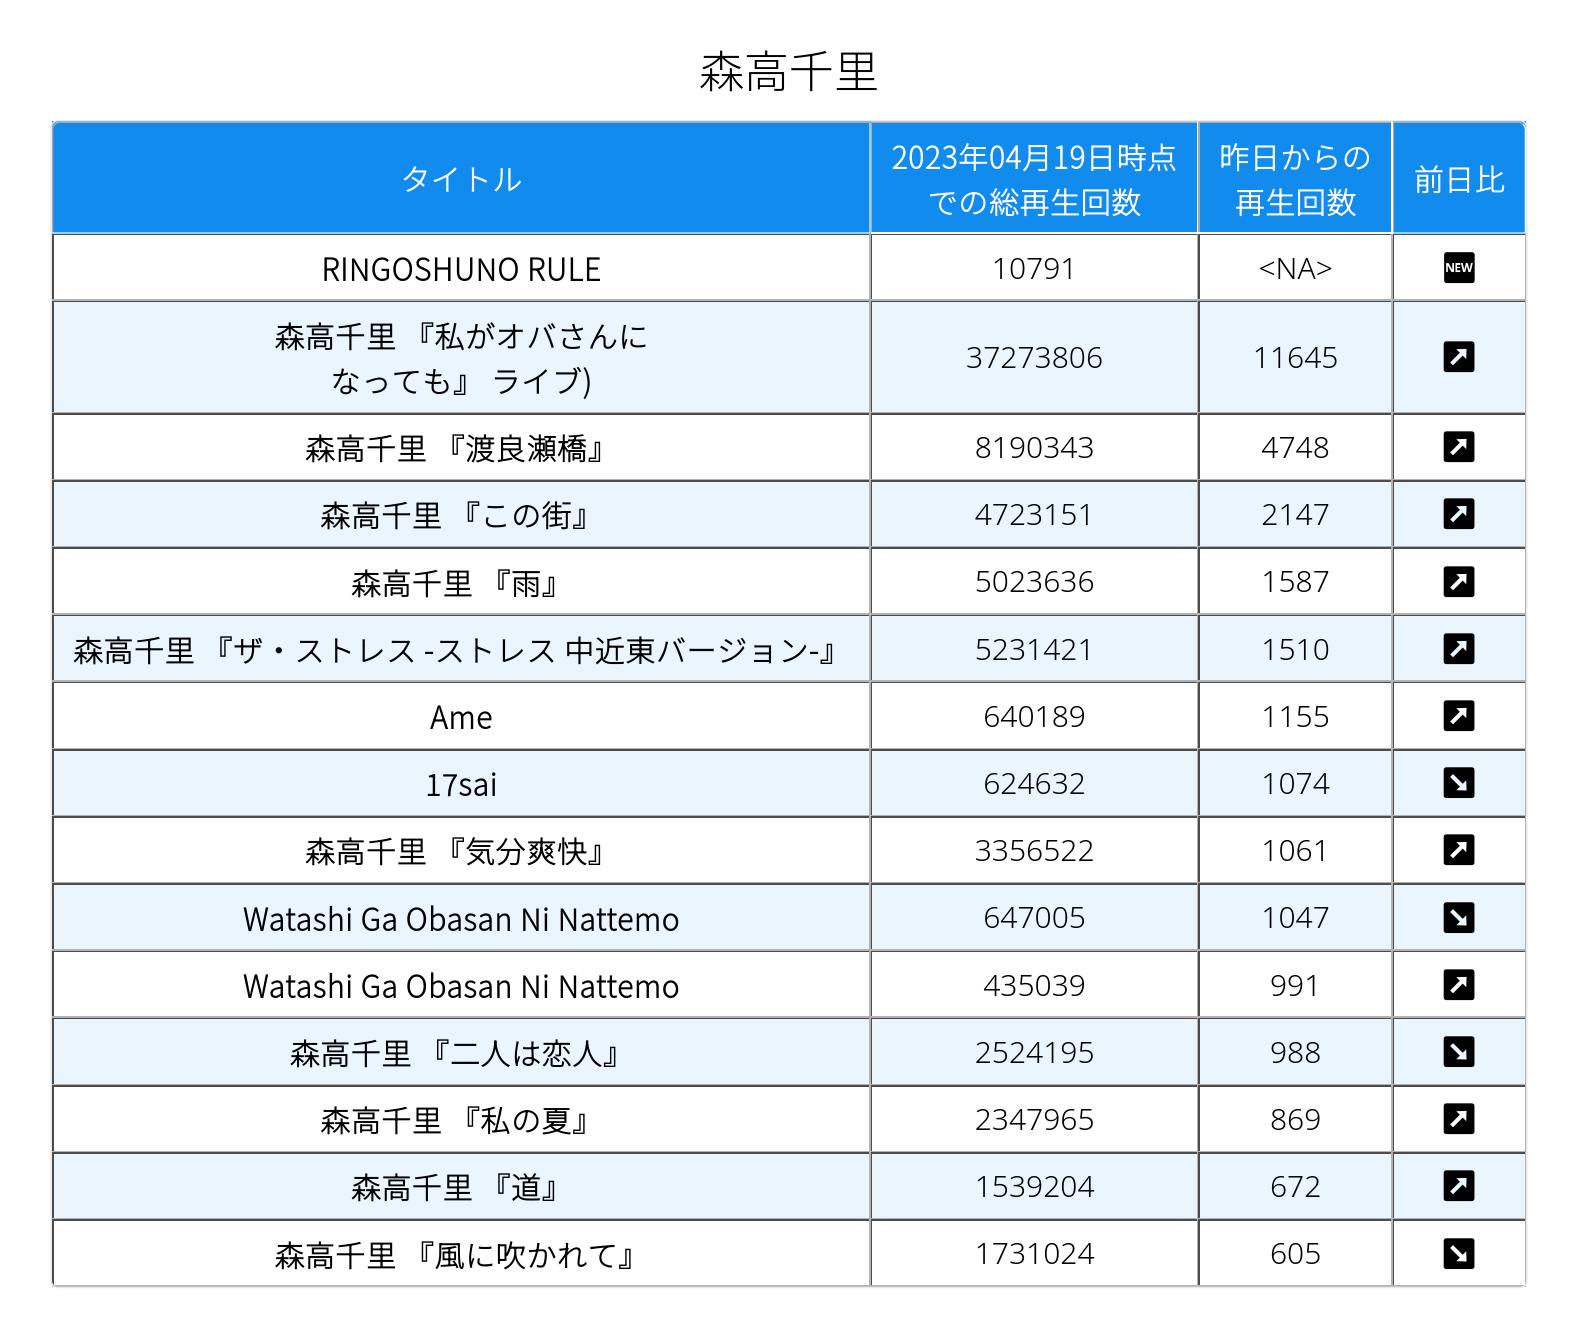 森高千里
タイトル 2023年04月19日時点での総再生回数 昨日からの再生回数 前日比
RINGOSHUNO RULE 10791 <NA> NEW
森高千里 『私がオバさんになっても』 ライブ) 37273806 11645 ↗
森高千里 『渡良瀬橋』 8190343 4748 ↗
森高千里 『この街』 4723151 2147 ↗
森高千里 『雨』 5023636 1587 ↗
森高千里 『ザ・ストレス -ストレス 中近東バージョン-』 5231421 1510 ↗
Ame 640189 1155 ↗
17sai 624632 1074 ↘
森高千里 『気分爽快』 3356522 1061 ↗
Watashi Ga Obasan Ni Nattemo 647005 1047 ↘
Watashi Ga Obasan Ni Nattemo 435039 991 ↗
森高千里 『二人は恋人』 2524195 988 ↘
森高千里 『私の夏』 2347965 869 ↗
森高千里 『道』 1539204 672 ↗
森高千里 『風に吹かれて』 1731024 605 ↘